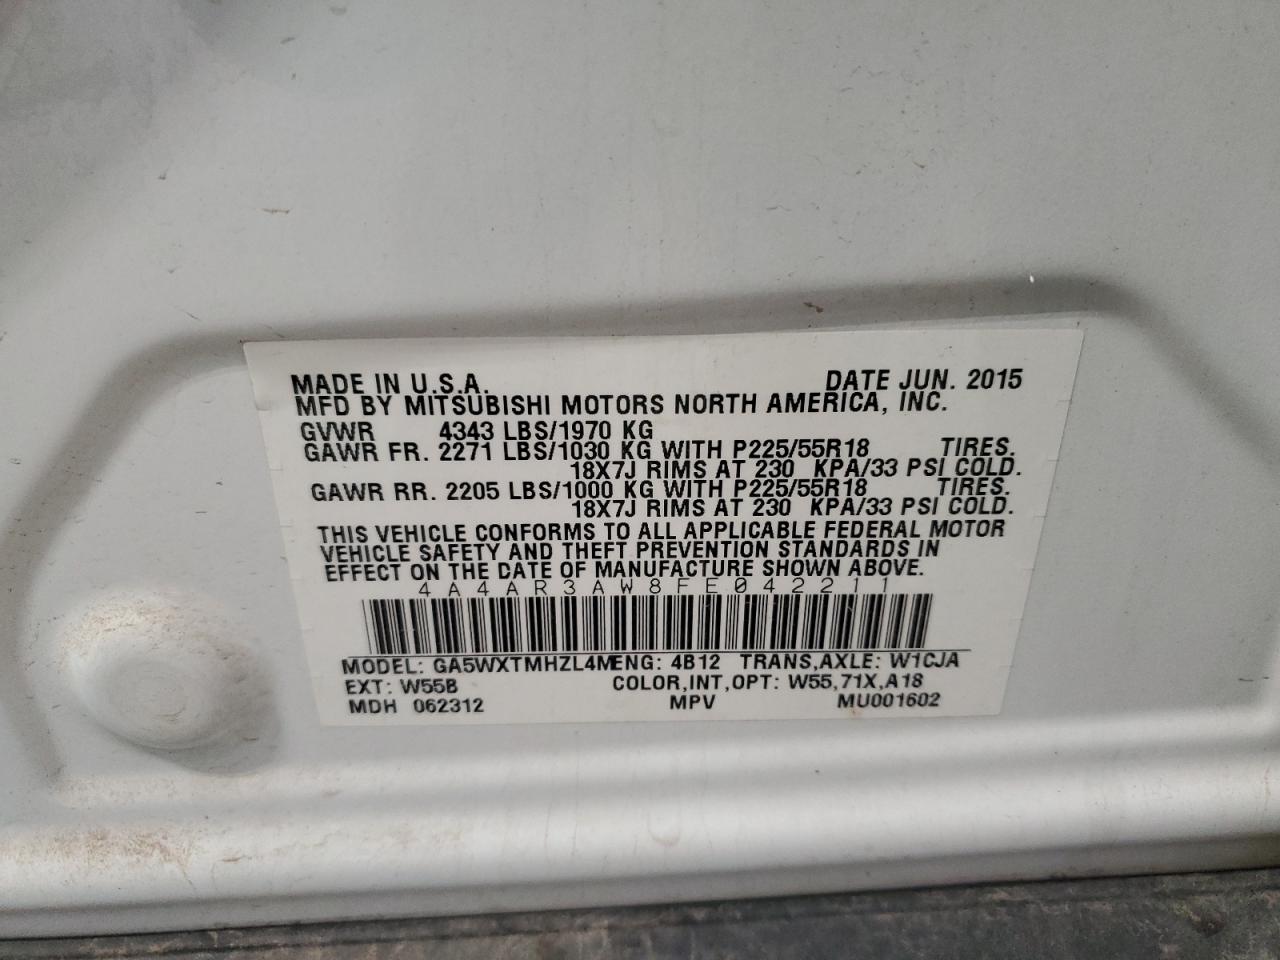 MADE IN U.S.A. DATE JUN. 2015
MFD BY MITSUBISHI MOTORS NORTH AMERICA, INC.
GVWR 4343 LBS/1970 KG
GAWR FR. 2271 LBS/1030 KG WITH P225/55R18 TIRES.
18X7J RIMS AT 230 KPA/33 PSI COLD.
GAWR RR. 2205 LBS/1000 KG WITH P225/55R18 TIRES.
18X7J RIMS AT 230 KPA/33 PSI COLD.
THIS VEHICLE CONFORMS TO ALL APPLICABLE FEDERAL MOTOR
VEHICLE SAFETY AND THEFT PREVENTION STANDARDS IN
EFFECT ON THE DATE OF MANUFACTURE SHOWN ABOVE.
4A4AR3AW8FE042211
MODEL: GA5WXTMHZL4M ENG: 4B12 TRANS,AXLE: W1CJA
EXT: W55B COLOR,INT,OPT: W55,71X,A18
MDH 062312 MPV MU001602